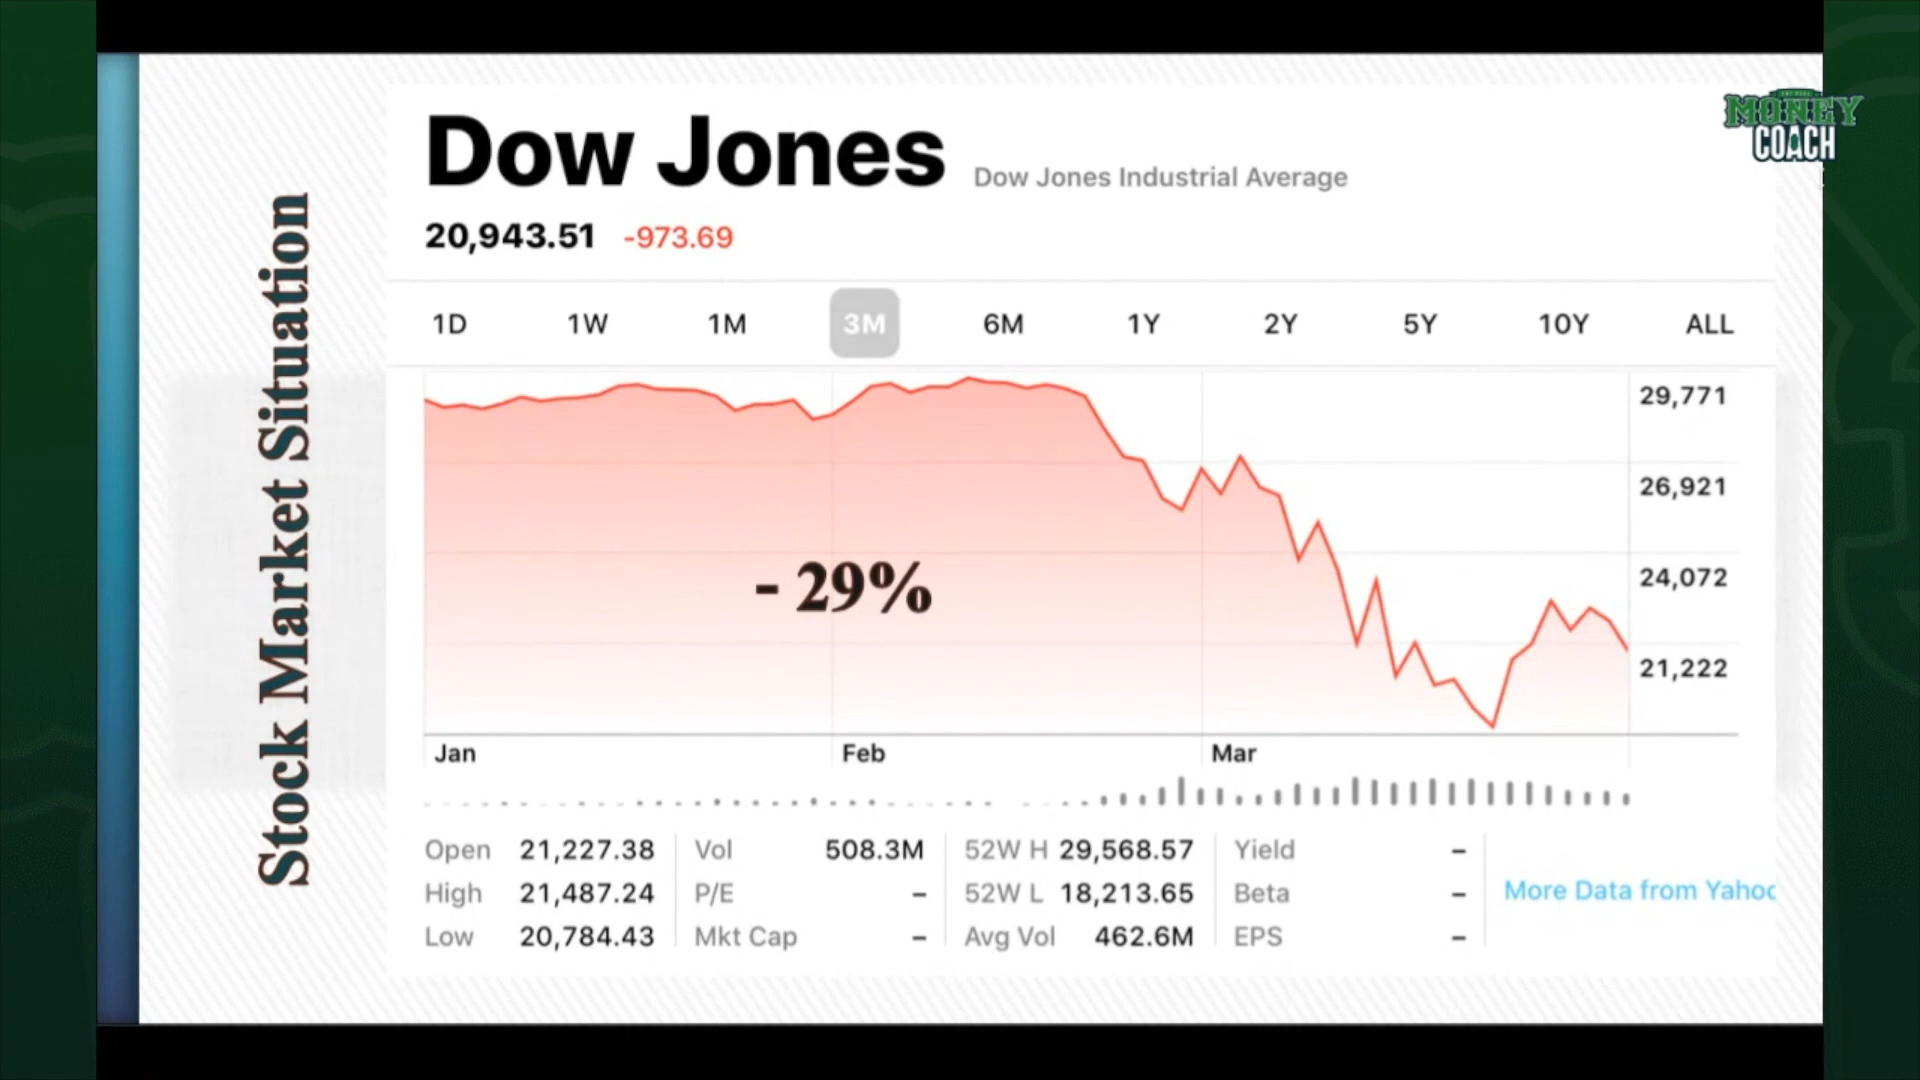 MONEY
COACH
Stock Market Situation
Dow Jones Dow Jones Industrial Average
20,943.51 -973.69
1D 1W 1M 3M 6M 1Y 2Y 5Y 10Y ALL
29,771
26,921
- 29%
24,072
21,222
Jan Feb Mar
Open 21,227.38 Vol 508.3M 52W H 29,568.57 Yield –
High 21,487.24 P/E – 52W L 18,213.65 Beta –
More Data from Yahoo
Low 20,784.43 Mkt Cap – Avg Vol 462.6M EPS –